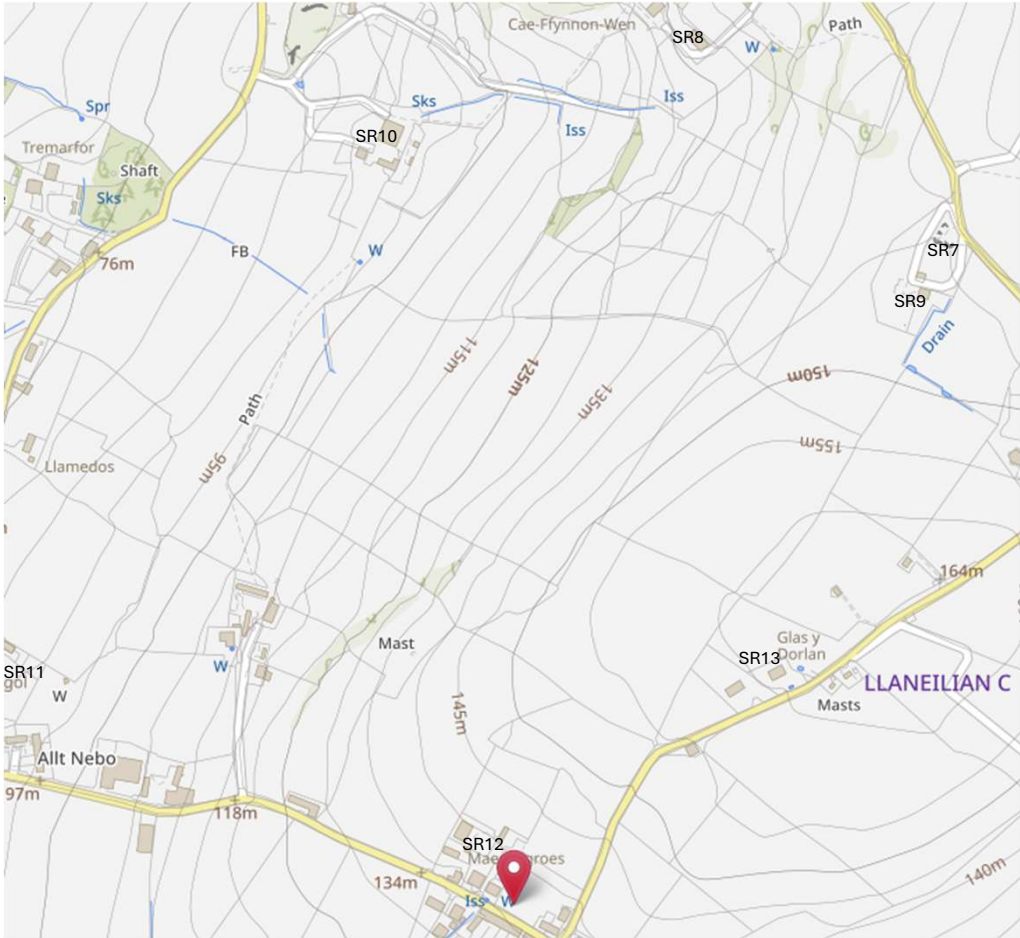 Cae-Ffynnon-Wen
SR8
W
Path
Spr
Sks
Iss
Iss
SR10
Tremarfor
Shaft
Sks
FB
W
76m
SR7
SR9
Drain
115m
125m
135m
150m
155m
Path
95m
Llamedos
164m
Mast
Glas y
Dorlan
SR13
LLANEILIAN C
Masts
W
SR11
gol
W
145m
Allt Nebo
97m
118m
SR12
134m
Iss
W
140m